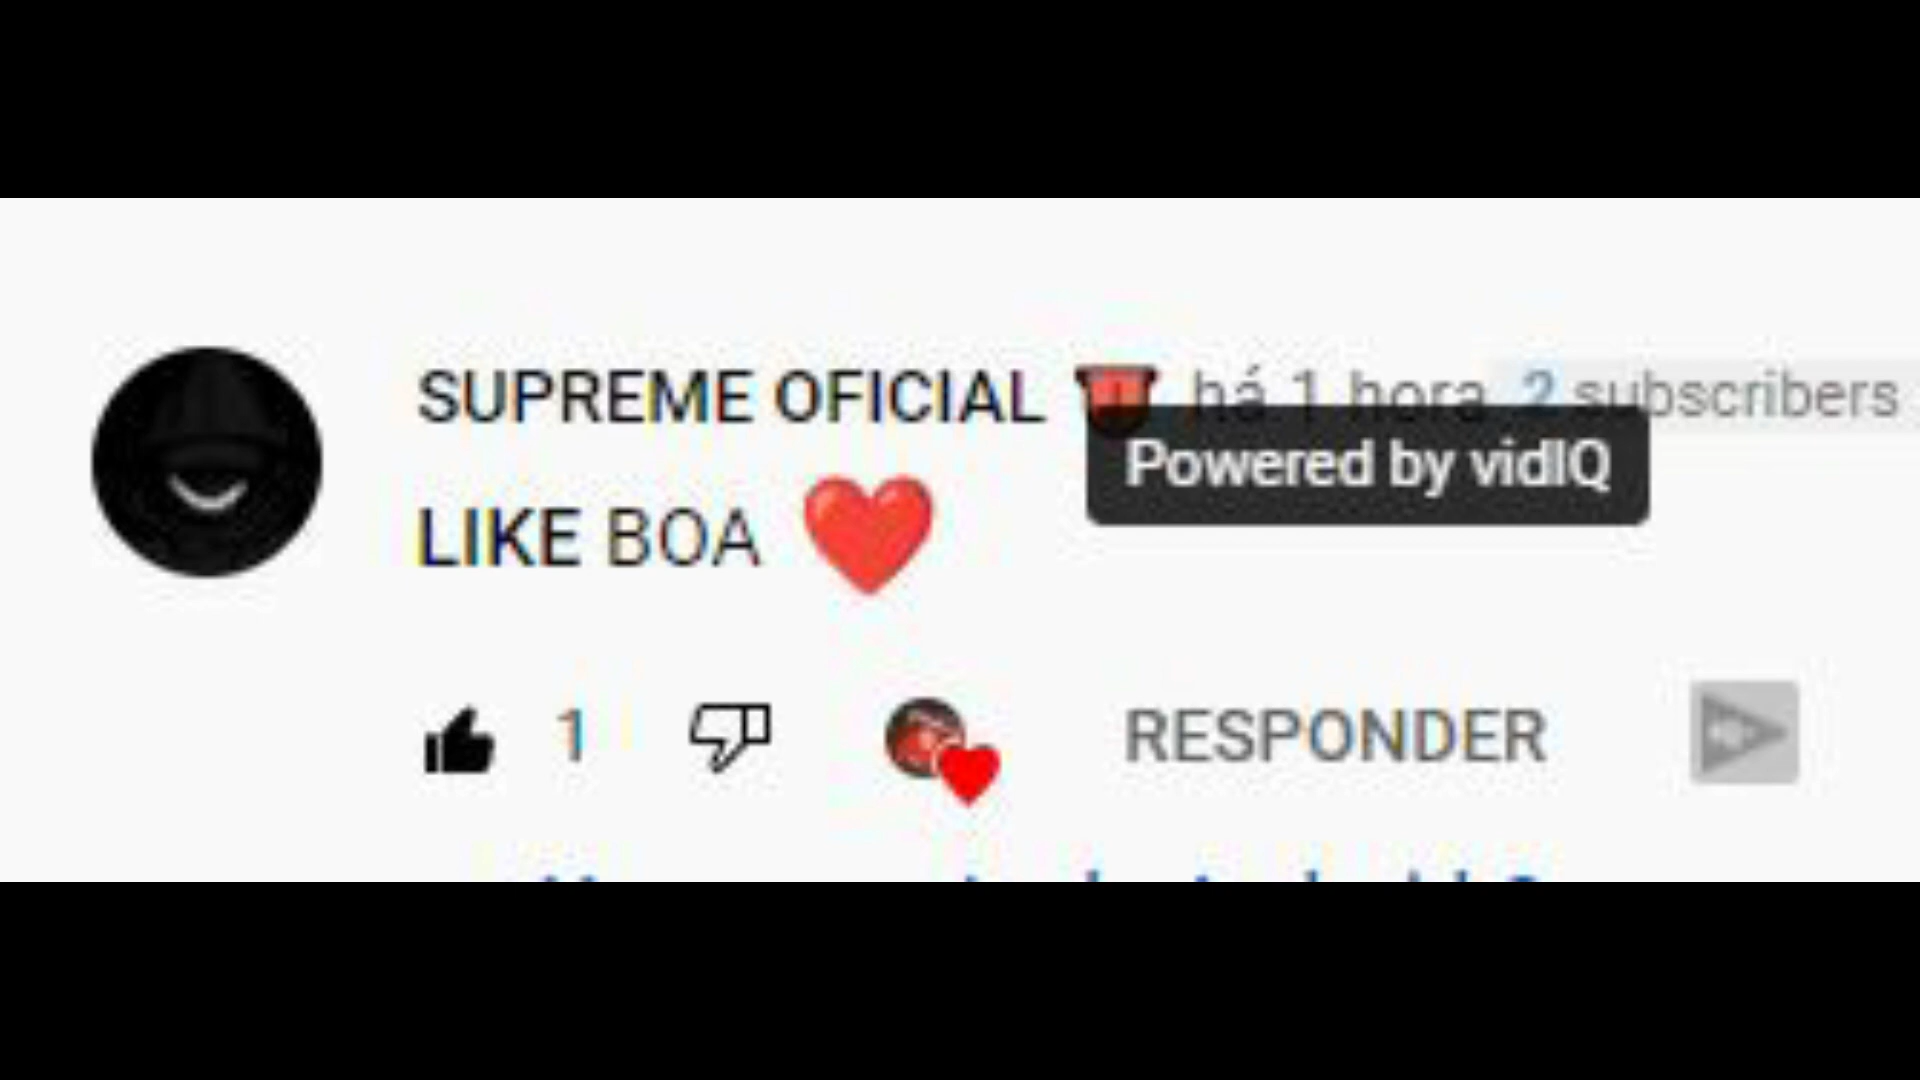 SUPREME OFICIAL há 1 hora 2 subscribers
Powered by vidIQ
LIKE BOA ❤️
1 RESPONDER